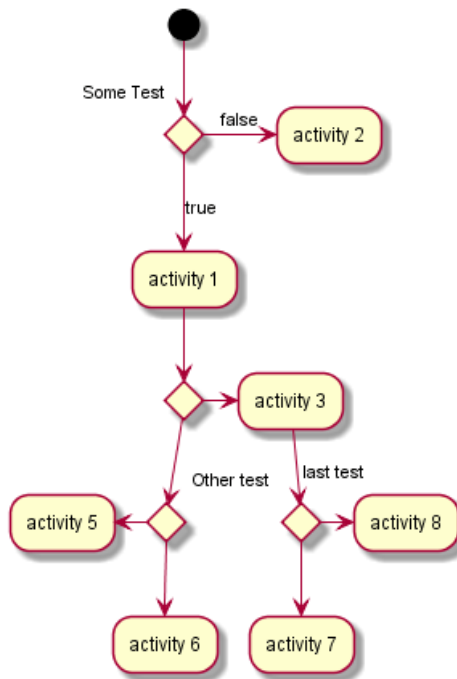 Some Test
false
activity 2
true
activity 1
activity 3
Other test
last test
activity 5
activity 8
activity 6
activity 7